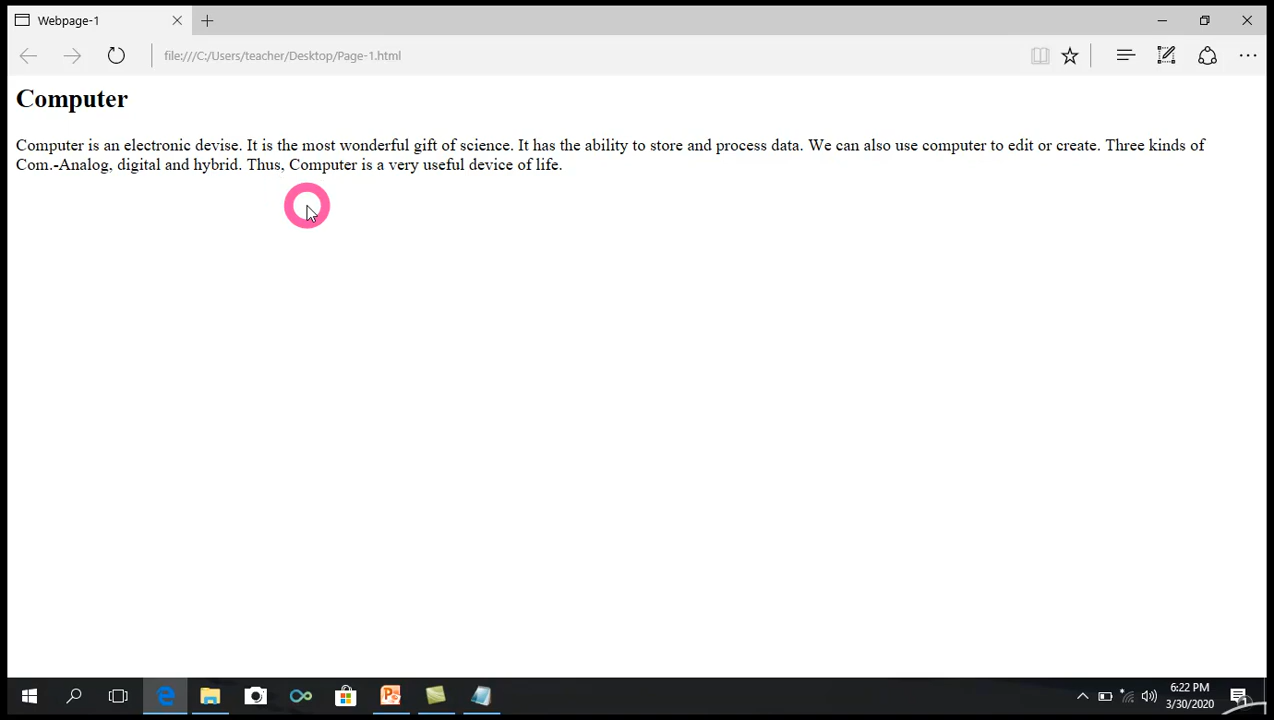 Webpage-1
file:///C:/Users/teacher/Desktop/Page-1.html
Computer
Computer is an electronic devise. It is the most wonderful gift of science. It has the ability to store and process data. We can also use computer to edit or create. Three kinds of
Com.-Analog, digital and hybrid. Thus, Computer is a very useful device of life.
6:22 PM
3/30/2020